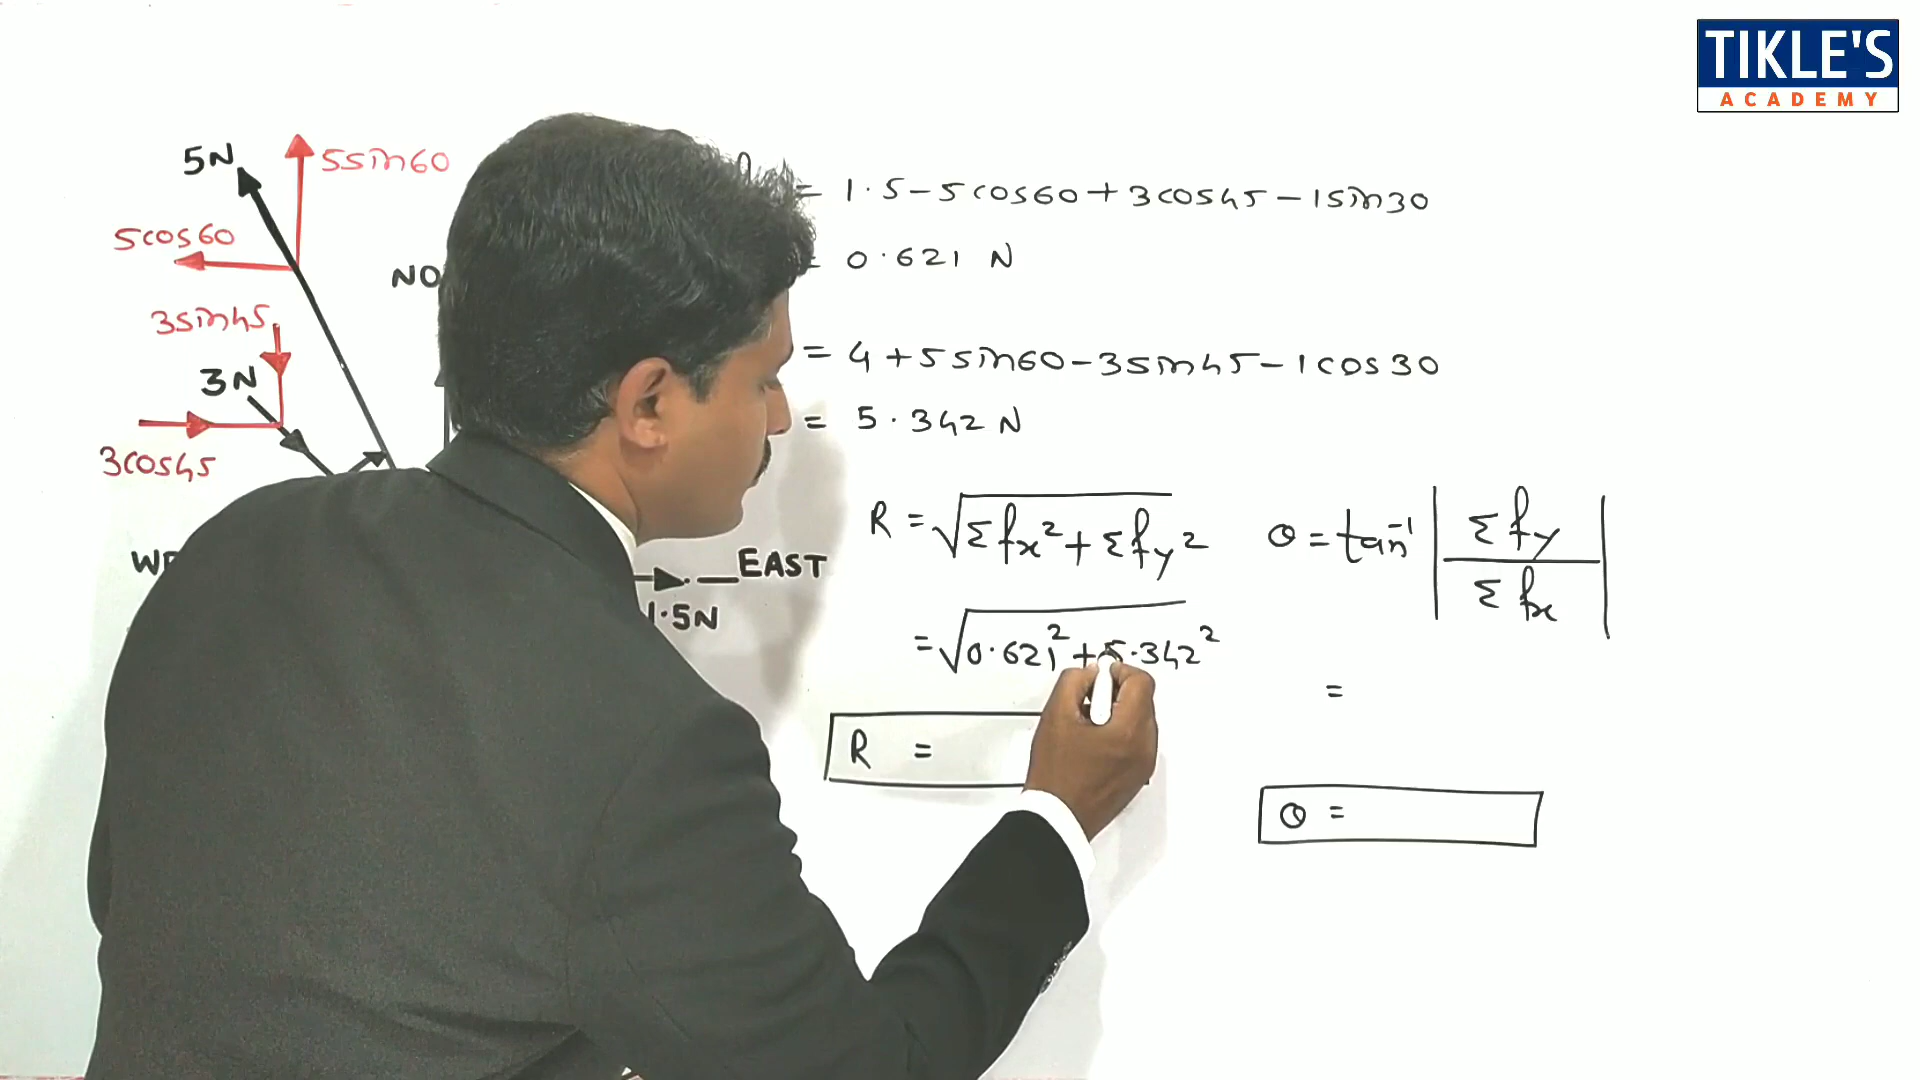 TIKLE'S
ACADEMY
5N
5sin60
5cos60
3sin45
3N
3cos45
EAST
1.5N
= 1.5 - 5cos60 + 3cos45 - 1sin30
= 0.621 N
= 4 + 5sin60 - 3sin45 - 1cos30
= 5.342 N
R = √Σfx² + Σfy²
θ = tan⁻¹ | Σfy / Σfx |
= √0.621² + 5.342²
=
R =
θ =